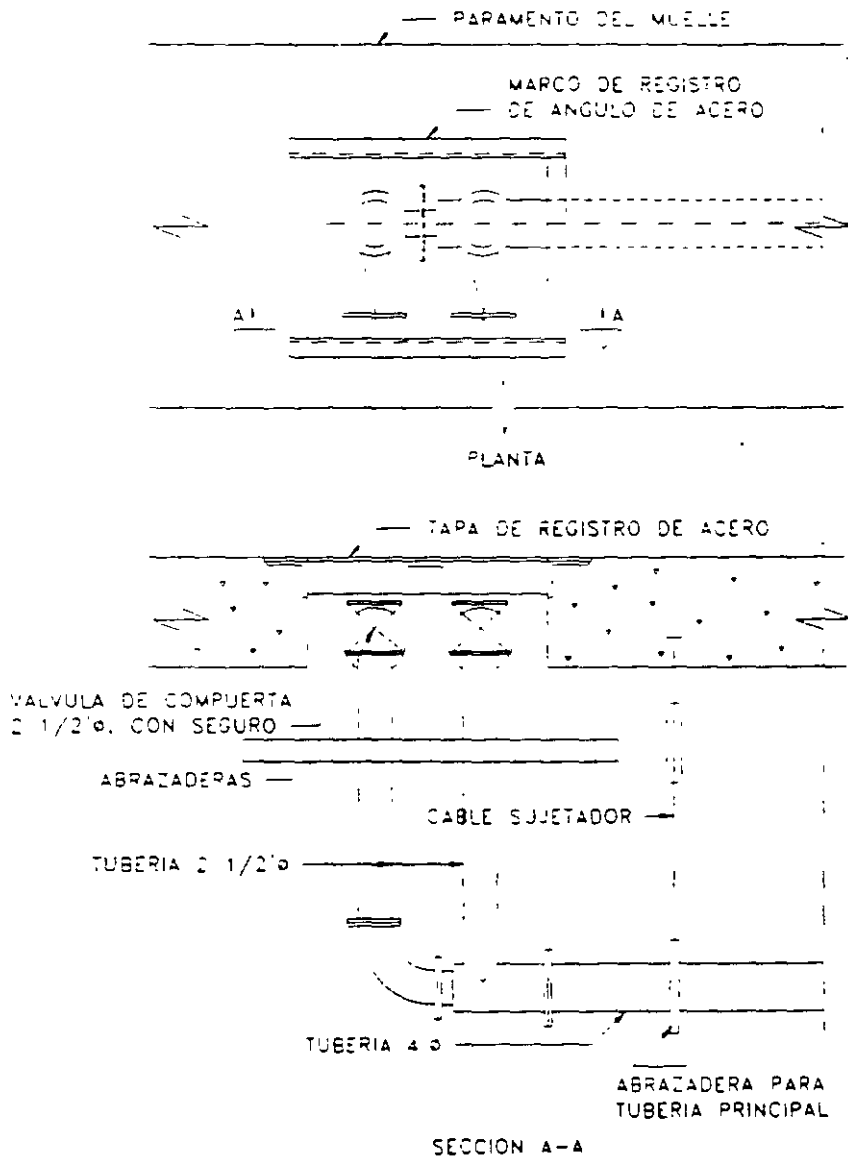 PARAMENTO DEL MUELLE
MARCO DE REGISTRO
DE ANGULO DE ACERO
A
A
PLANTA
TAPA DE REGISTRO DE ACERO
VALVULA DE COMPUERTA
2 1/2"ø. CON SEGURO
ABRAZADERAS
CABLE SUJETADOR
TUBERIA 2 1/2"ø
TUBERIA 4 ø
ABRAZADERA PARA
TUBERIA PRINCIPAL
SECCION A-A